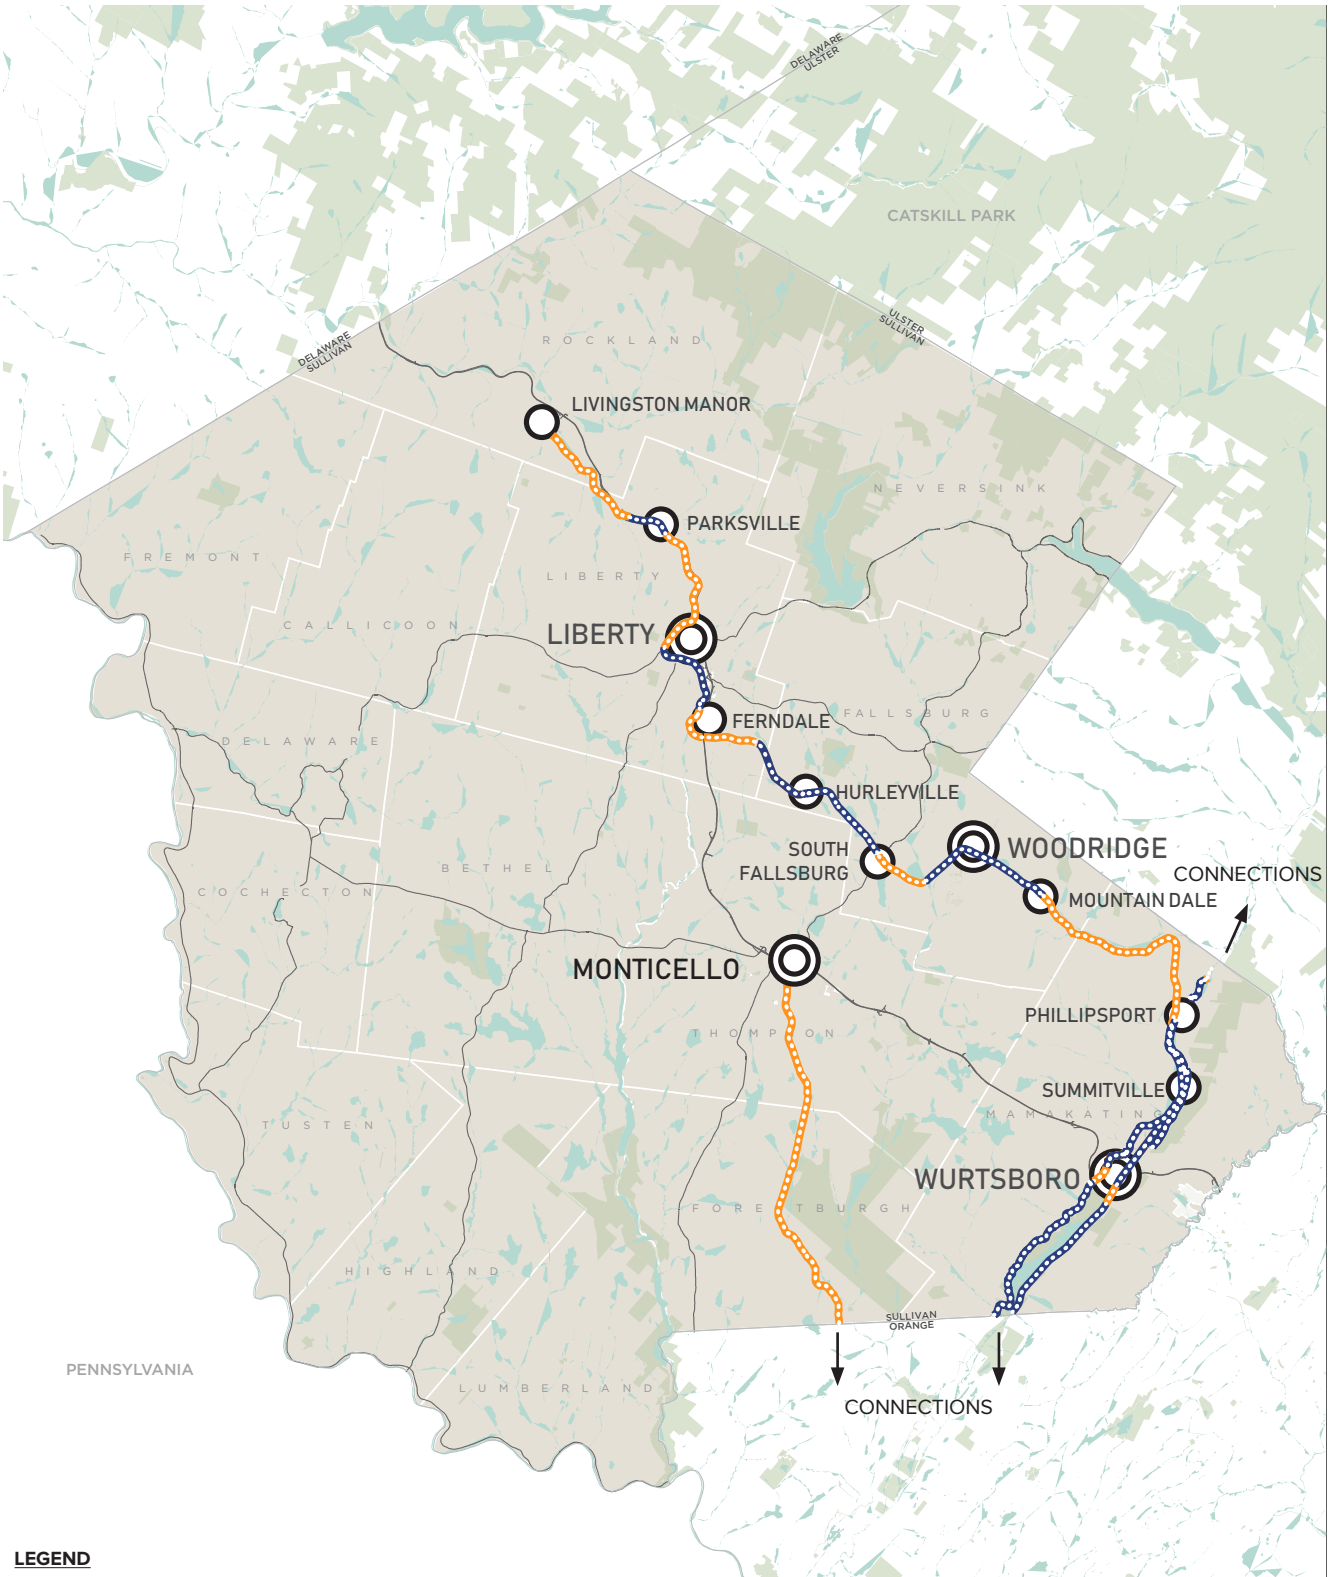 DELAWARE
ULSTER
CATSKILL PARK
ULSTER
SULLIVAN
DELAWARE
SULLIVAN
ROCKLAND
LIVINGSTON MANOR
NEVERSINK
PARKSVILLE
FREMONT
LIBERTY
CALLICOON
LIBERTY
FALLSBURG
FERNDALE
DELAWARE
HURLEYVILLE
SOUTH
FALLSBURG
WOODRIDGE
BETHEL
CONNECTIONS
COCHECTON
MOUNTAIN DALE
MONTICELLO
PHILLIPSPORT
THOMPSON
SUMMITVILLE
MAMAKATING
TUSTEN
WURTSBORO
FORESTBURGH
HIGHLAND
SULLIVAN
ORANGE
PENNSYLVANIA
LUMBERLAND
CONNECTIONS
LEGEND